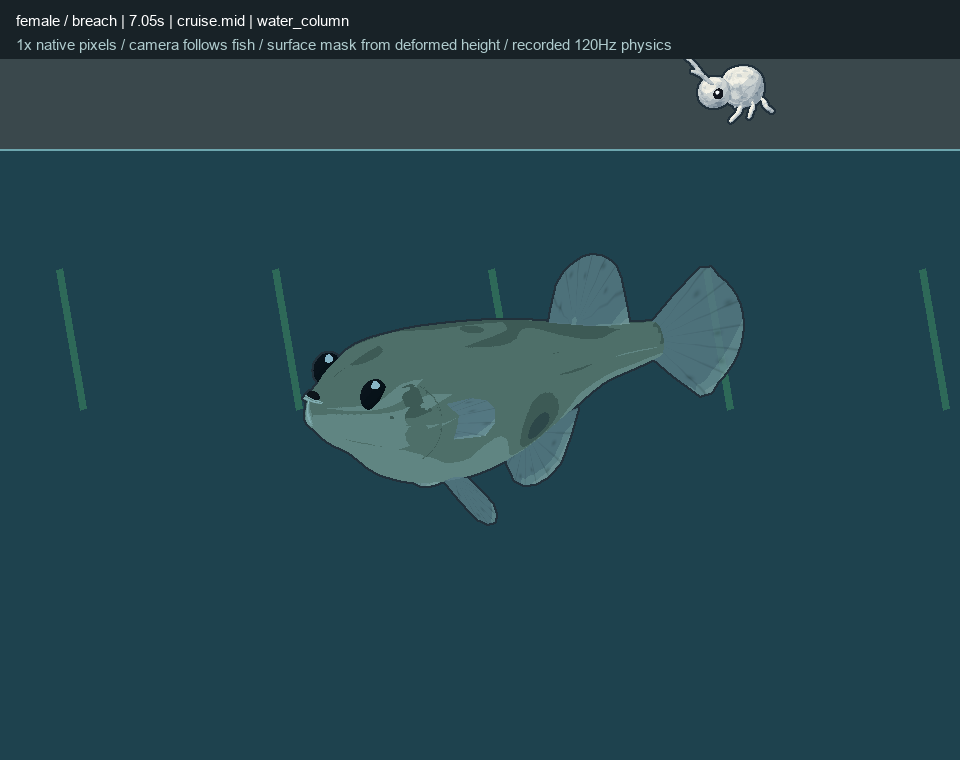 female / breach | 7.05s | cruise.mid | water_column
1x native pixels / camera follows fish / surface mask from deformed height / recorded 120Hz physics